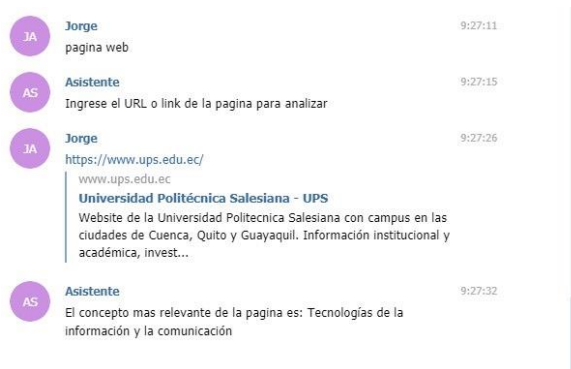 JA
Jorge 9:27:11
pagina web
AS
Asistente 9:27:15
Ingrese el URL o link de la pagina para analizar
JA
Jorge 9:27:26
https://www.ups.edu.ec/
www.ups.edu.ec
Universidad Politécnica Salesiana - UPS
Website de la Universidad Politecnica Salesiana con campus en las
ciudades de Cuenca, Quito y Guayaquil. Información institucional y
académica, invest...
AS
Asistente 9:27:32
El concepto mas relevante de la pagina es: Tecnologías de la
información y la comunicación